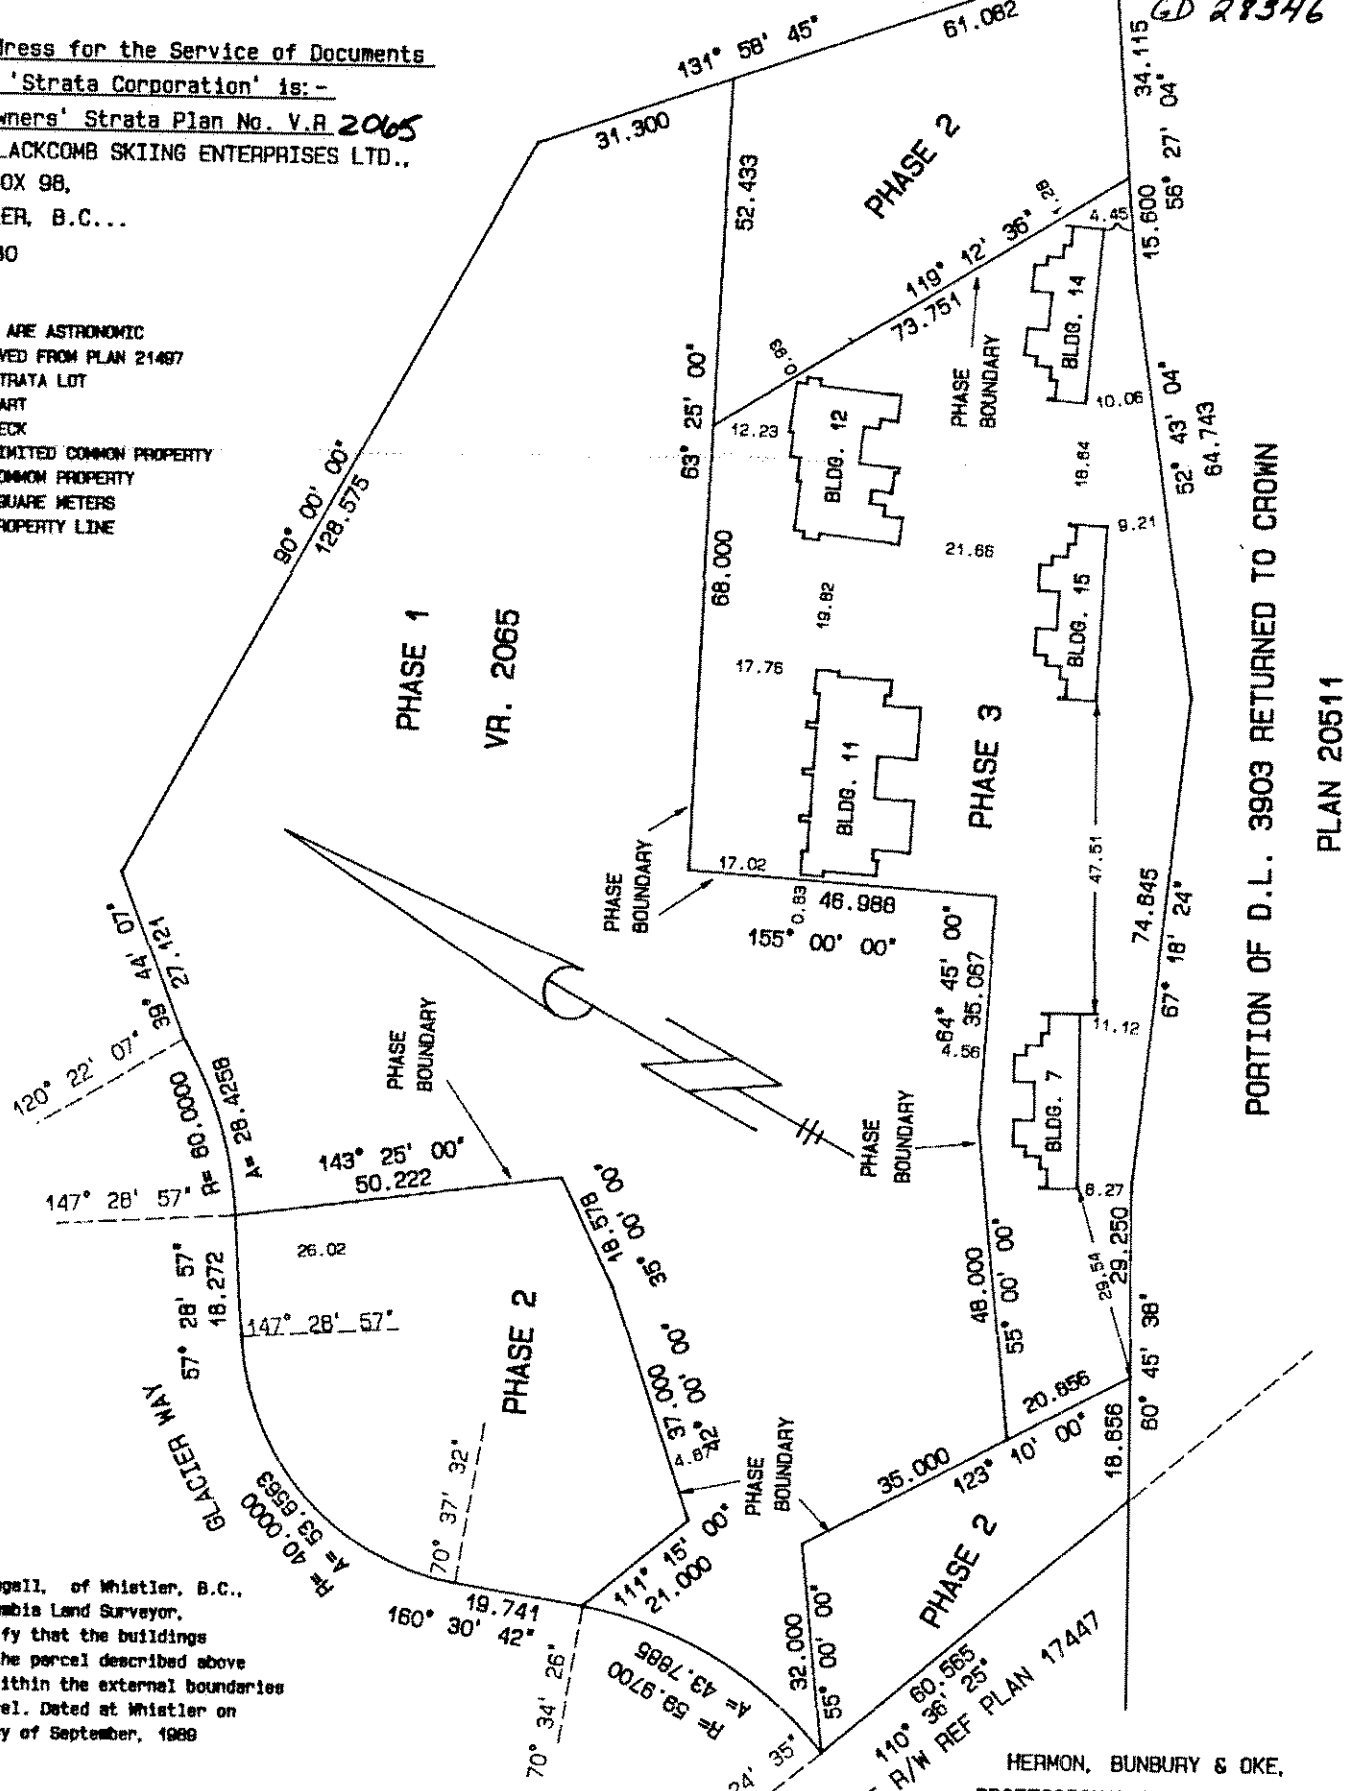 GD 28346
dress for the Service of Documents
'Strata Corporation' is:-
wners' Strata Plan No. V.R 2065
LACKCOMB SKIING ENTERPRISES LTD.,
OX 98,
ER, B.C...
ARE ASTRONOMIC
VED FROM PLAN 21497
TRATA LOT
ART
ECK
IMITED COMMON PROPERTY
OMMON PROPERTY
QUARE METERS
ROPERTY LINE
131° 58' 45"
61.082
31.300
34.115
56° 27' 04"
15.600
52.433
PHASE 2
119° 12' 36"
73.751
1.28
4.45
BLDG. 14
10.06
PHASE
BOUNDARY
0.93
12.23
BLDG. 12
63° 25' 00"
68.000
90° 00' 00"
128.575
18.64
52° 43' 04"
64.743
9.21
21.66
BLDG. 15
19.82
17.76
PHASE 1
VR. 2065
BLDG. 11
PHASE 3
47.51
PHASE
BOUNDARY
17.02
0.83
46.988
155° 00' 00"
64° 45' 00"
35.067
4.56
74.845
67° 18' 24"
PORTION OF D.L. 3903 RETURNED TO CROWN
PLAN 20511
39° 44' 07"
27.121
120° 22' 07"
R= 60.0000
A= 28.4258
147° 28' 57"
PHASE
BOUNDARY
143° 25' 00"
50.222
26.02
18.578
35° 00' 00"
PHASE
BOUNDARY
11.12
BLDG. 7
8.27
29.250
29.54
48.000
55° 00' 00"
57° 28' 57"
18.272
147° 28' 57"
PHASE 2
37.000
42° 00' 00"
4.67
GLACIER WAY
R= 40.0000
A= 53.6563
70° 37' 32"
PHASE
BOUNDARY
20.856
60° 45' 38"
18.656
35.000
123° 10' 00"
111° 15' 00"
21.000
19.741
160° 30' 42"
70° 34' 26"
R= 59.9700
A= 43.7885
32.000
55° 00' 00"
PHASE 2
60.565
110° 36' 25"
R/W REF PLAN 17447
24' 35"
gall, of Whistler, B.C.,
mbia Land Surveyor,
fy that the buildings
he parcel described above
ithin the external boundaries
el. Dated at Whistler on
y of September, 1989
HERMON, BUNBURY & OKE,